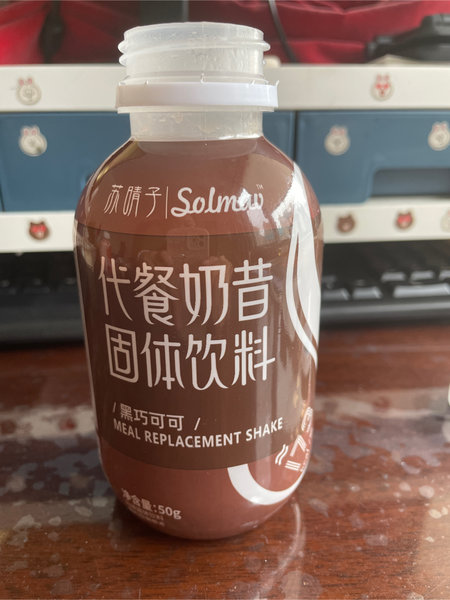 苏晴子|Solmau™
代餐奶昔
固体饮料
/黑巧可可/
MEAL REPLACEMENT SHAKE
净含量:50g